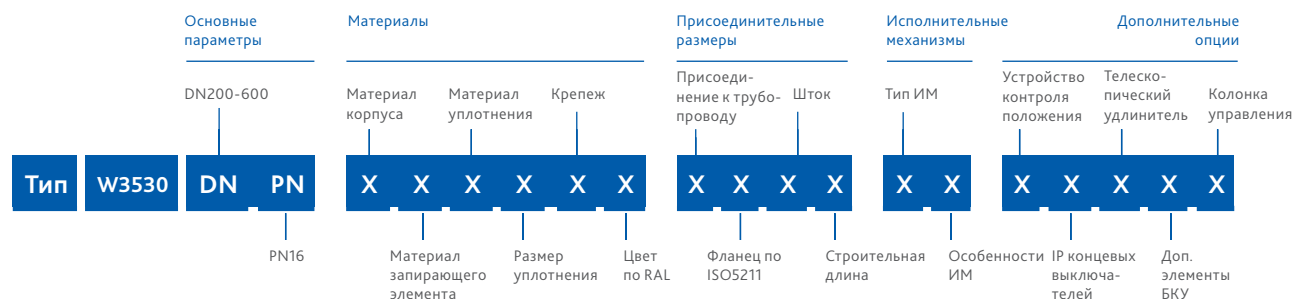 Основные
параметры
Материалы
Присоединительные
размеры
Исполнительные
механизмы
Дополнительные
опции
DN200-600
Материал
корпуса
Материал
уплотнения
Крепеж
Присоеди-
нение к трубо-
проводу
Шток
Тип ИМ
Устройство
контроля
положения
Телеско-
пический
удлинитель
Колонка
управления
Тип W3530 DN PN X X X X X X X X X X X X X X X X X
PN16
Материал
запирающего
элемента
Размер
уплотнения
Цвет
по RAL
Фланец по
ISO5211
Строительная
длина
Особенности
ИМ
IP концевых
выключа-
телей
Доп.
элементы
БКУ